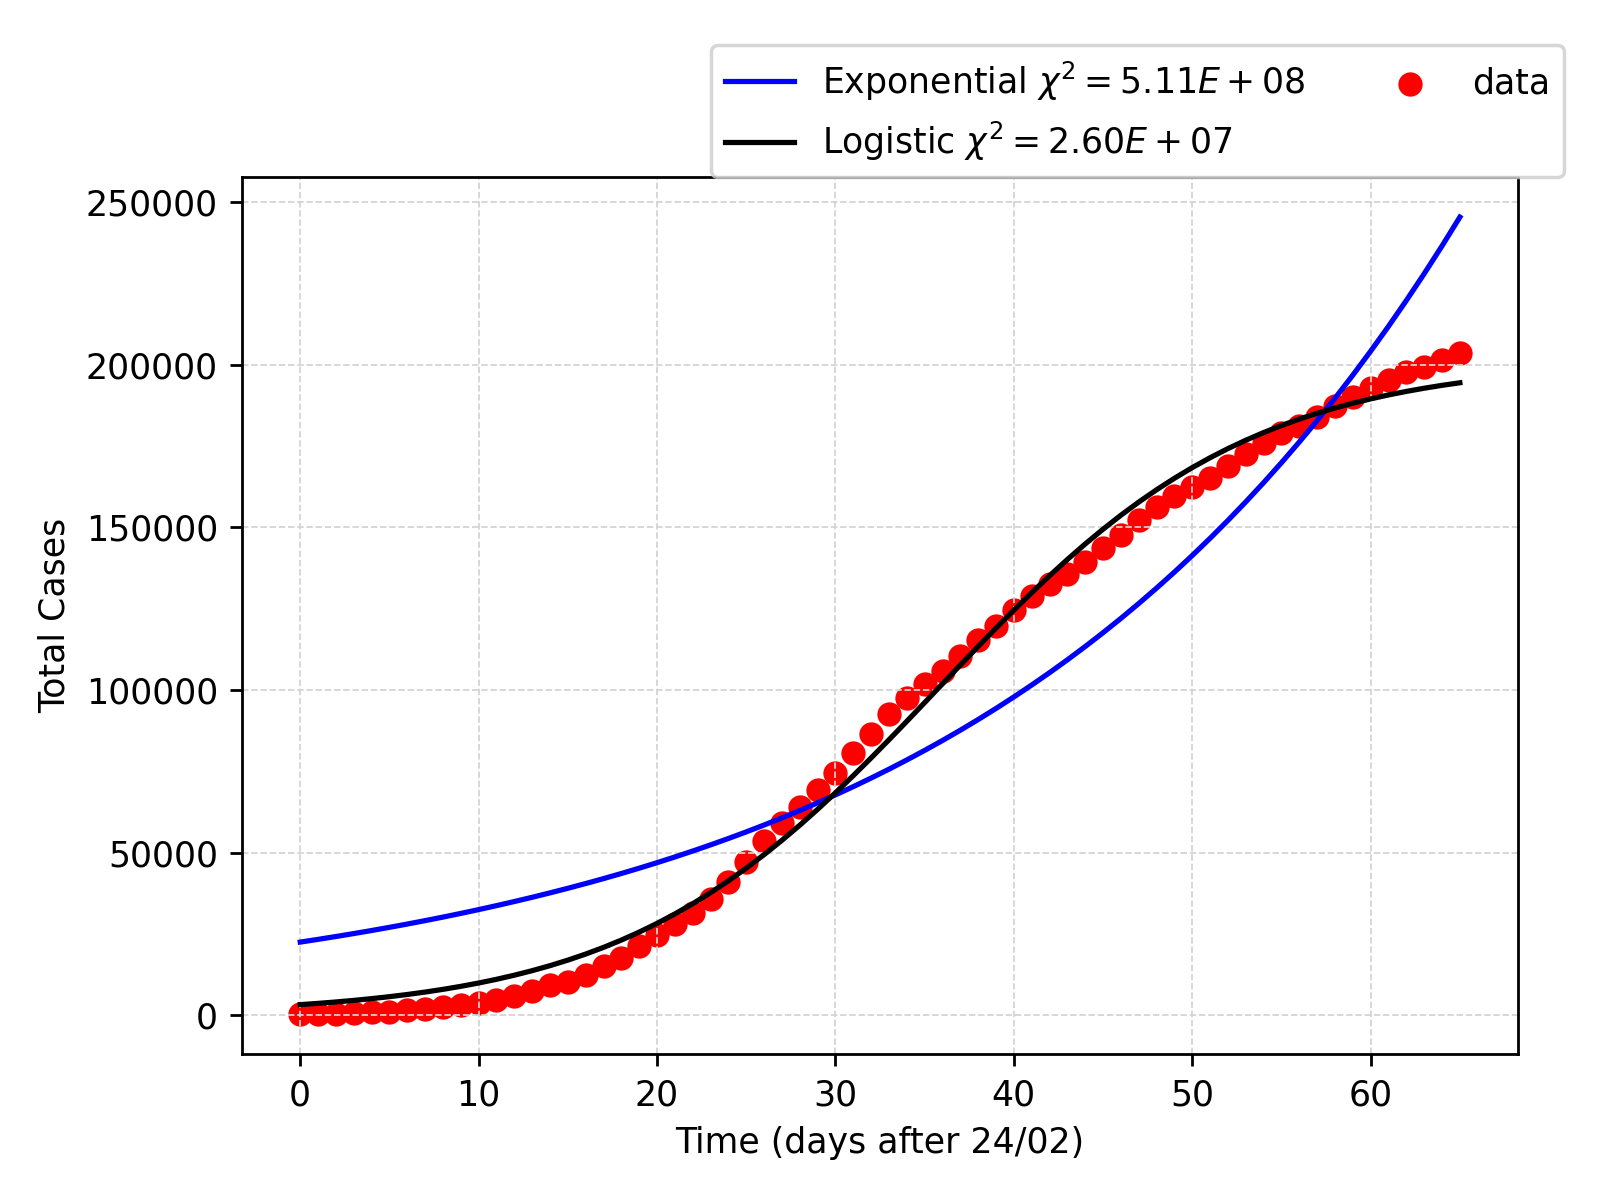 Exponential χ² = 5.11E + 08
data
Logistic χ² = 2.60E + 07
250000
200000
150000
100000
50000
0
Total Cases
0 10 20 30 40 50 60
Time (days after 24/02)